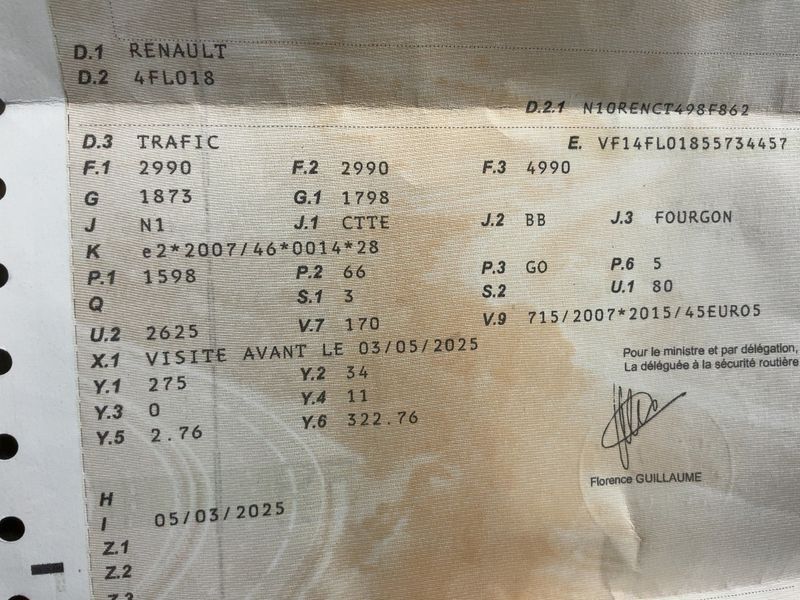 D.1 RENAULT
D.2 4FL018
D.2.1 N10RENCT498F862
D.3 TRAFIC E. VF14FL01855734457
F.1 2990 F.2 2990 F.3 4990
G 1873 G.1 1798
J N1 J.1 CTTE J.2 BB J.3 FOURGON
K e2*2007/46*0014*28
P.1 1598 P.2 66 P.3 GO P.6 5
Q S.1 3 S.2 U.1 80
U.2 2625 V.7 170 V.9 715/2007*2015/45EURO5
X.1 VISITE AVANT LE 03/05/2025
Pour le ministre et par délégation,
La déléguée à la sécurité routière
Y.1 275 Y.2 34
Y.3 0 Y.4 11
Y.5 2.76 Y.6 322.76
Florence GUILLAUME
H
I 05/03/2025
Z.1
Z.2
Z.3